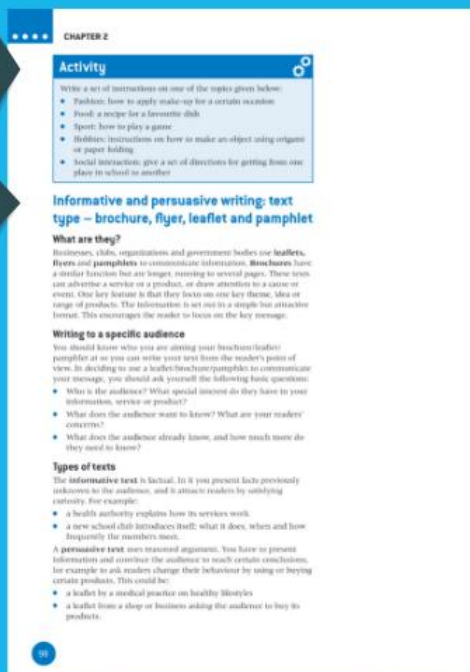 CHAPTER 2
Activity
Write a set of instructions on one of the topics given below:
• Fashion: how to apply make-up for a certain occasion
• Food: a recipe for a favourite dish
• Sport: how to play a game
• Hobbies: instructions on how to make an object using origami
or paper folding
• Social interaction: give a set of directions for getting from one
place in school to another
Informative and persuasive writing: text
type – brochure, flyer, leaflet and pamphlet
What are they?
Businesses, clubs, organizations and government bodies use leaflets,
flyers and pamphlets to communicate information. Brochures have
a similar function but are longer, running to several pages. These texts
can advertise a service or a product, or draw attention to a cause or
event. One key feature is that they focus on one key theme, idea or
range of products. The information is set out in a simple but attractive
format. This encourages the reader to focus on the key message.
Writing to a specific audience
You should know who you are aiming your brochure/leaflet/
pamphlet at so you can write your text from the reader's point of
view. In deciding to use a leaflet/brochure/pamphlet to communicate
your message, you should ask yourself the following basic questions:
• Who is the audience? What special interest do they have in your
information, service or product?
• What does the audience want to know? What are your readers'
concerns?
• What does the audience already know, and how much more do
they need to know?
Types of texts
The informative text is factual. In it you present facts previously
unknown to the audience, and it attracts readers by satisfying
curiosity. For example:
• a health authority explains how its services work
• a new school club introduces itself: what it does, when and how
frequently the members meet.
A persuasive text uses reasoned argument. You have to present
information and convince the audience to reach certain conclusions,
for example to ask readers change their behaviour by using or buying
certain products. This could be:
• a leaflet by a medical practice on healthy lifestyles
• a leaflet from a shop or business asking the audience to buy its
products.
98